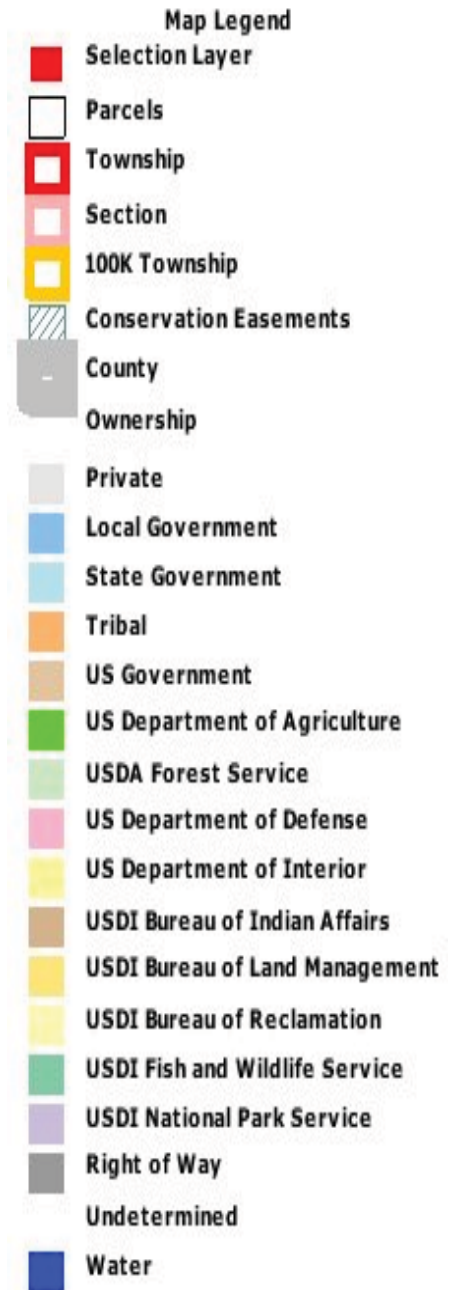 Map Legend
Selection Layer
Parcels
Township
Section
100K Township
Conservation Easements
County
Ownership
Private
Local Government
State Government
Tribal
US Government
US Department of Agriculture
USDA Forest Service
US Department of Defense
US Department of Interior
USDI Bureau of Indian Affairs
USDI Bureau of Land Management
USDI Bureau of Reclamation
USDI Fish and Wildlife Service
USDI National Park Service
Right of Way
Undetermined
Water